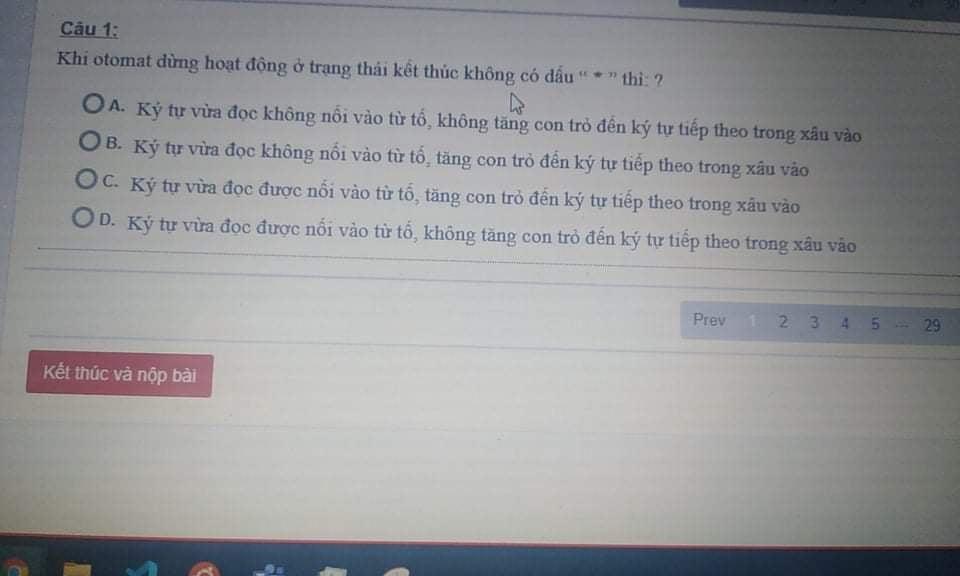 Câu 1:
Khi otomat dừng hoạt động ở trạng thái kết thúc không có dấu “ * ” thì: ?
A. Ký tự vừa đọc không nối vào từ tố, không tăng con trỏ đến ký tự tiếp theo trong xâu vào
B. Ký tự vừa đọc không nối vào từ tố, tăng con trỏ đến ký tự tiếp theo trong xâu vào
C. Ký tự vừa đọc được nối vào từ tố, tăng con trỏ đến ký tự tiếp theo trong xâu vào
D. Ký tự vừa đọc được nối vào từ tố, không tăng con trỏ đến ký tự tiếp theo trong xâu vào
Prev 1 2 3 4 5 ... 29
Kết thúc và nộp bài